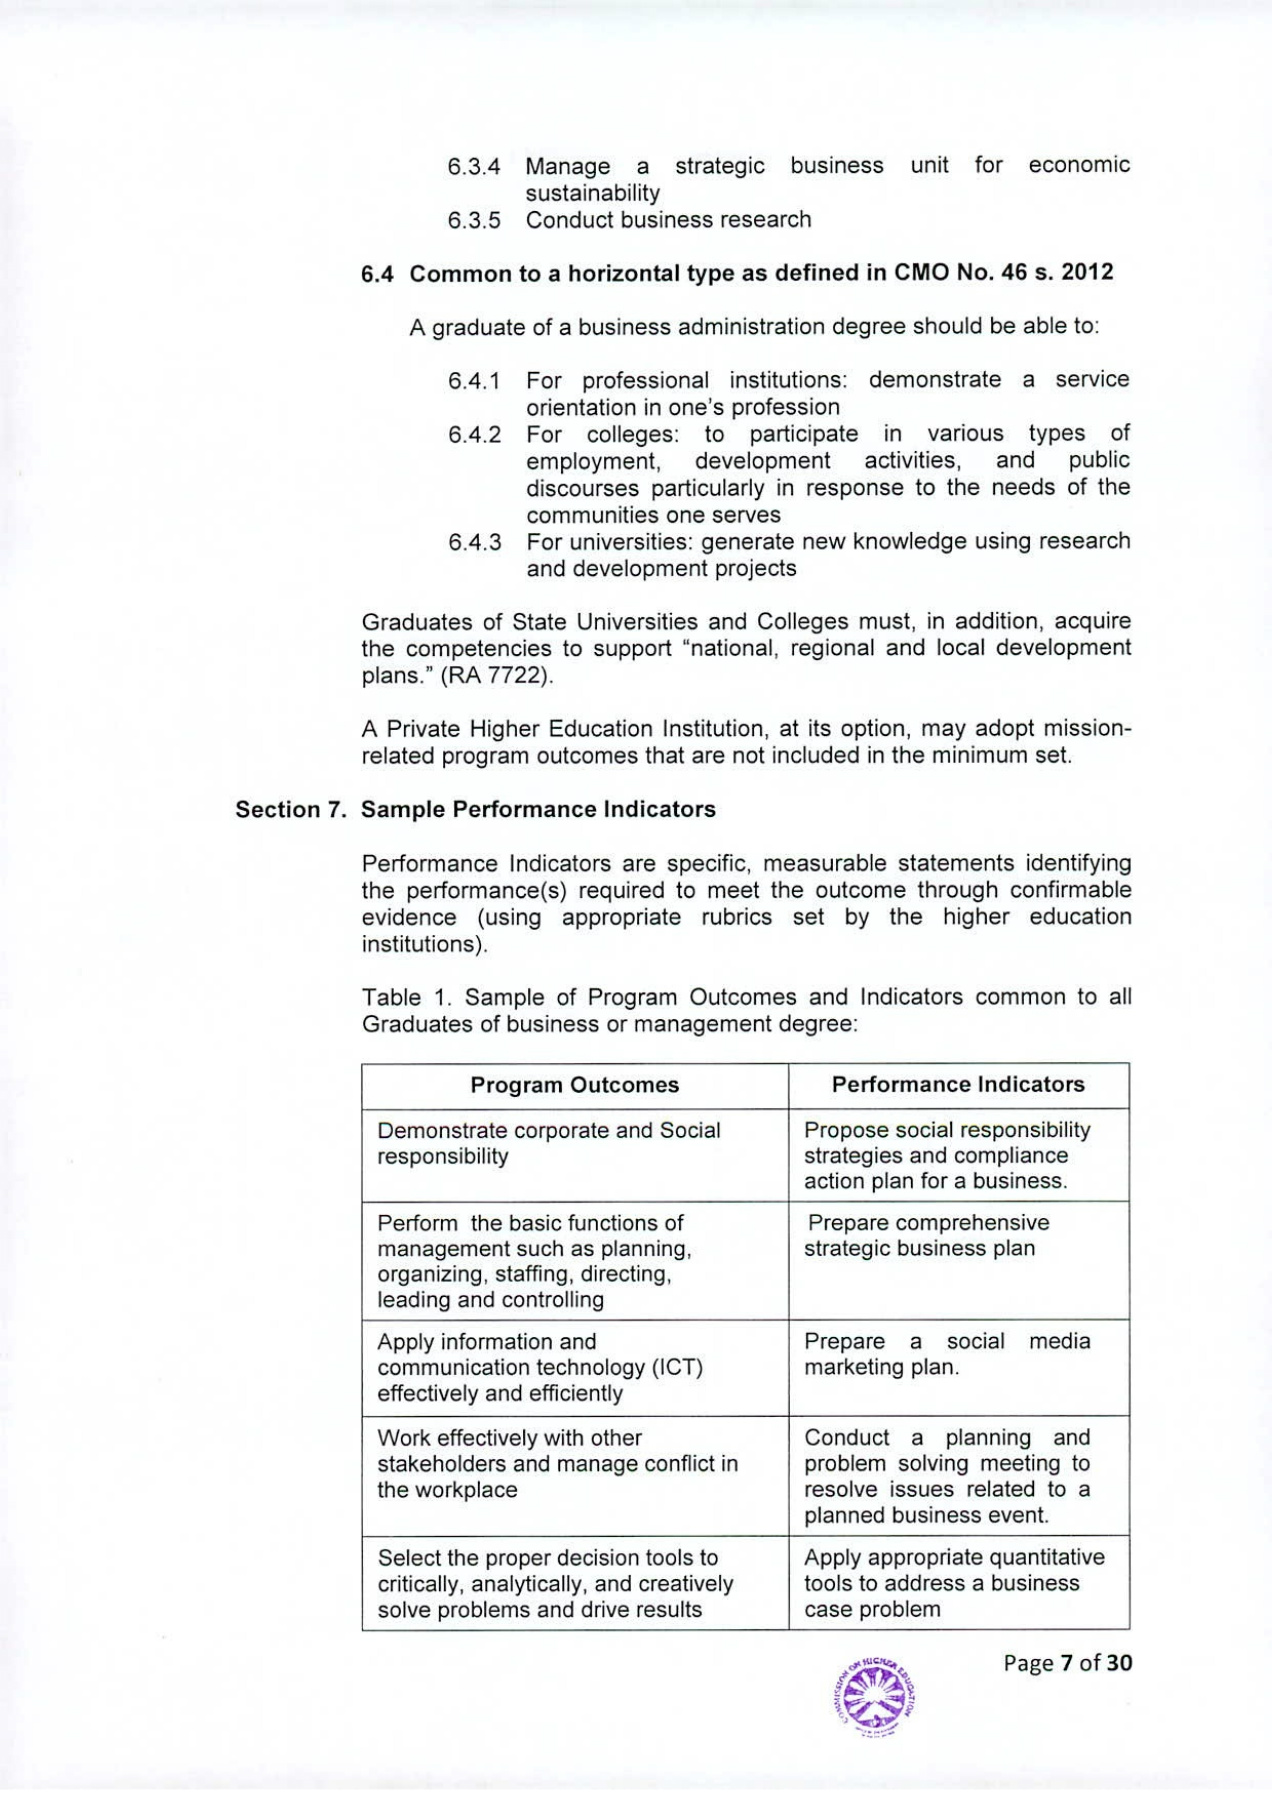 6.3.4 Manage a strategic business unit for economic
sustainability
6.3.5 Conduct business research
6.4 Common to a horizontal type as defined in CMO No. 46 s. 2012
A graduate of a business administration degree should be able to:
6.4.1 For professional institutions: demonstrate a service
orientation in one's profession
6.4.2 For colleges: to participate in various types of
employment, development activities, and public
discourses particularly in response to the needs of the
communities one serves
6.4.3 For universities: generate new knowledge using research
and development projects
Graduates of State Universities and Colleges must, in addition, acquire
the competencies to support “national, regional and local development
plans.” (RA 7722).
A Private Higher Education Institution, at its option, may adopt mission-
related program outcomes that are not included in the minimum set.
Section 7. Sample Performance Indicators
Performance Indicators are specific, measurable statements identifying
the performance(s) required to meet the outcome through confirmable
evidence (using appropriate rubrics set by the higher education
institutions).
Table 1. Sample of Program Outcomes and Indicators common to all
Graduates of business or management degree:
Program Outcomes
Performance Indicators
Demonstrate corporate and Social
responsibility
Propose social responsibility
strategies and compliance
action plan for a business.
Perform the basic functions of
management such as planning,
organizing, staffing, directing,
leading and controlling
Prepare comprehensive
strategic business plan
Apply information and
communication technology (ICT)
effectively and efficiently
Prepare a social media
marketing plan.
Work effectively with other
stakeholders and manage conflict in
the workplace
Conduct a planning and
problem solving meeting to
resolve issues related to a
planned business event.
Select the proper decision tools to
critically, analytically, and creatively
solve problems and drive results
Apply appropriate quantitative
tools to address a business
case problem
Page 7 of 30
COMMISSION ON HIGHER EDUCATION